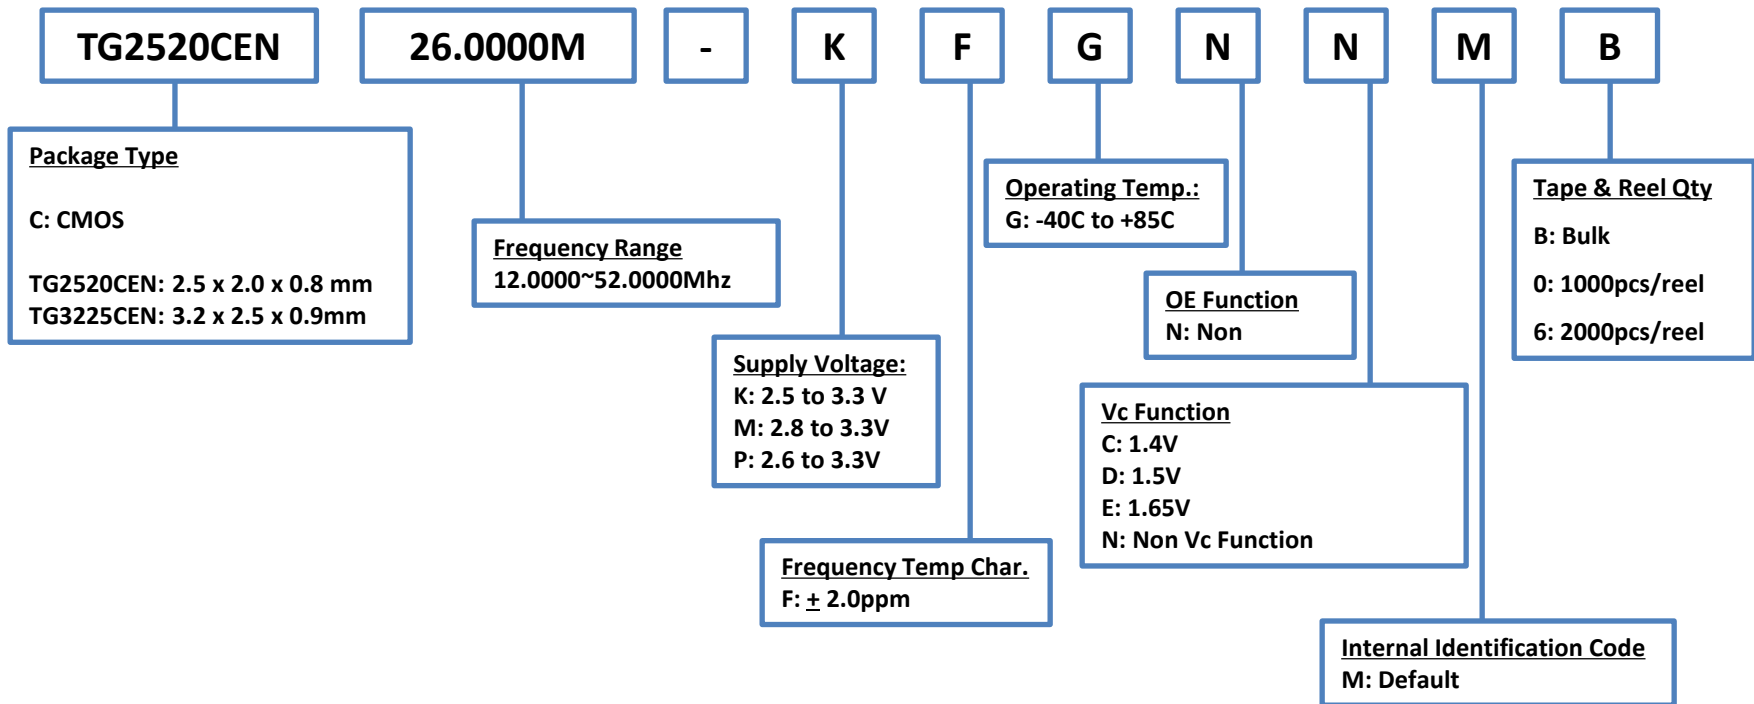 TG2520CEN 26.0000M - K F G N N M B
Package Type
C: CMOS
TG2520CEN: 2.5 x 2.0 x 0.8 mm
TG3225CEN: 3.2 x 2.5 x 0.9mm
Frequency Range
12.0000~52.0000Mhz
Supply Voltage:
K: 2.5 to 3.3 V
M: 2.8 to 3.3V
P: 2.6 to 3.3V
Frequency Temp Char.
F: ± 2.0ppm
Operating Temp.:
G: -40C to +85C
OE Function
N: Non
Vc Function
C: 1.4V
D: 1.5V
E: 1.65V
N: Non Vc Function
Internal Identification Code
M: Default
Tape & Reel Qty
B: Bulk
0: 1000pcs/reel
6: 2000pcs/reel